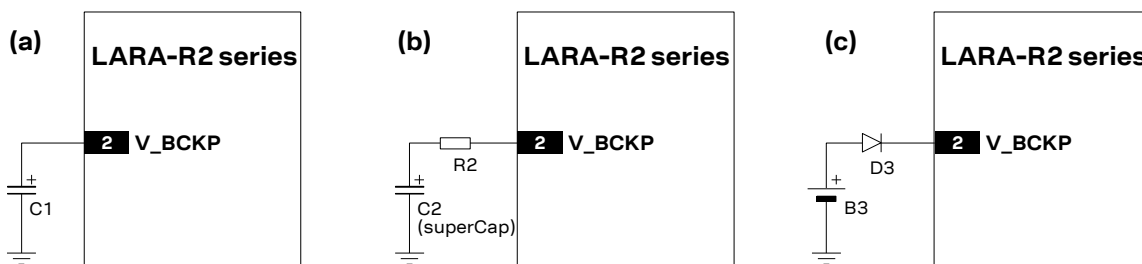 (a)
LARA-R2 series
2 V_BCKP
C1
(b)
LARA-R2 series
2 V_BCKP
R2
C2
(superCap)
(c)
LARA-R2 series
2 V_BCKP
D3
B3